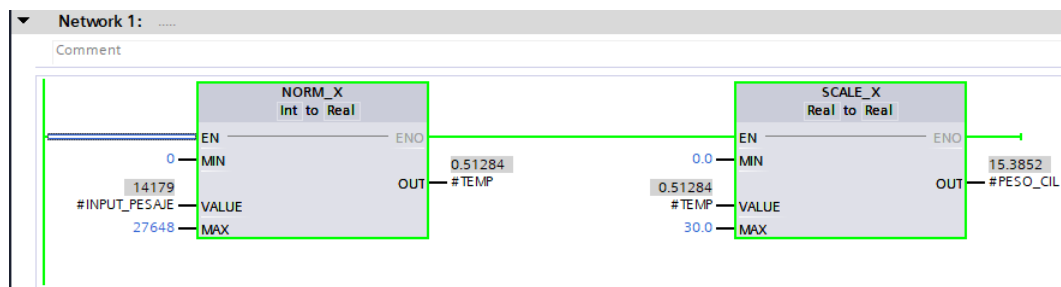 Network 1: .....
Comment
NORM_X
Int to Real
EN ENO
0 MIN
0.51284
OUT #TEMP
14179
#INPUT_PESAJE VALUE
27648 MAX
SCALE_X
Real to Real
EN ENO
0.0 MIN
15.3852
OUT #PESO_CIL
0.51284
#TEMP VALUE
30.0 MAX